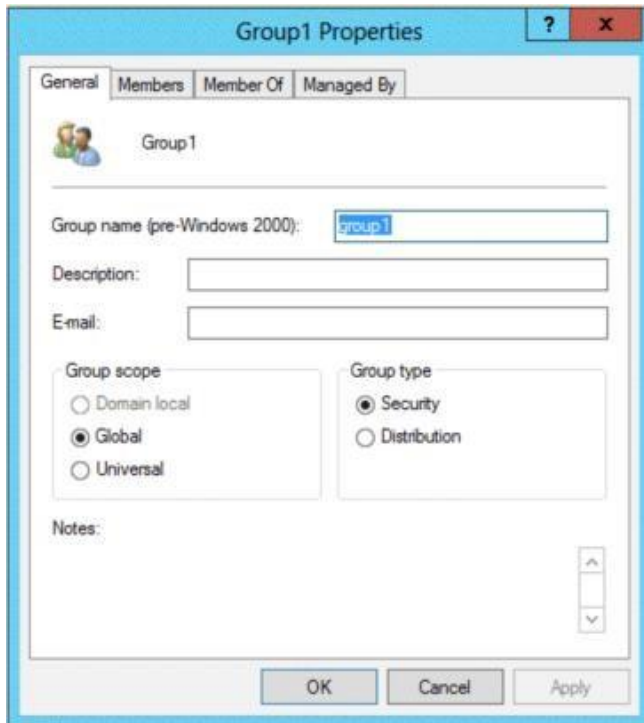 Group1 Properties
? x
General Members Member Of Managed By
Group1
Group name (pre-Windows 2000): group1
Description:
E-mail:
Group scope Group type
Domain local Security
Global Distribution
Universal
Notes:
OK Cancel Apply